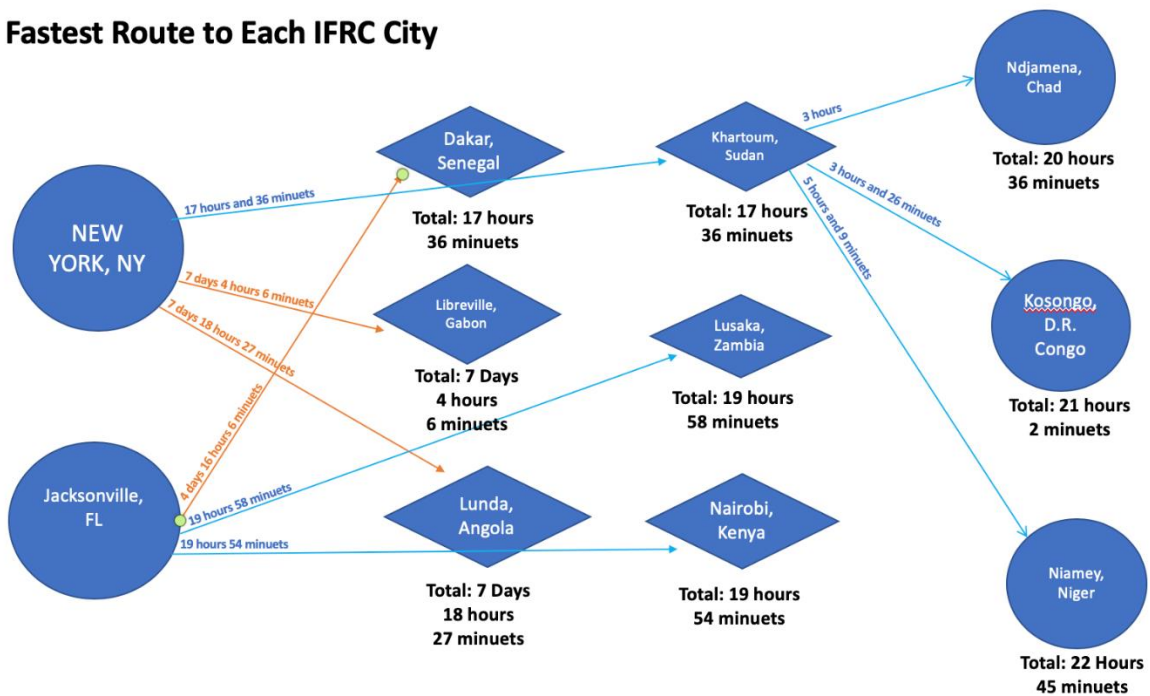 Fastest Route to Each IFRC City
NEW
YORK, NY
Jacksonville,
FL
17 hours and 36 minuets
7 days 4 hours 6 minuets
7 days 18 hours 27 minuets
4 days 16 hours 6 minuets
19 hours 58 minuets
19 hours 54 minuets
Dakar,
Senegal
Total: 17 hours
36 minuets
Libreville,
Gabon
Total: 7 Days
4 hours
6 minuets
Lunda,
Angola
Total: 7 Days
18 hours
27 minuets
Khartoum,
Sudan
Total: 17 hours
36 minuets
Lusaka,
Zambia
Total: 19 hours
58 minuets
Nairobi,
Kenya
Total: 19 hours
54 minuets
3 hours
3 hours and 26 minuets
5 hours and 9 minuets
Ndjamena,
Chad
Total: 20 hours
36 minuets
Kosongo,
D.R.
Congo
Total: 21 hours
2 minuets
Niamey,
Niger
Total: 22 Hours
45 minuets